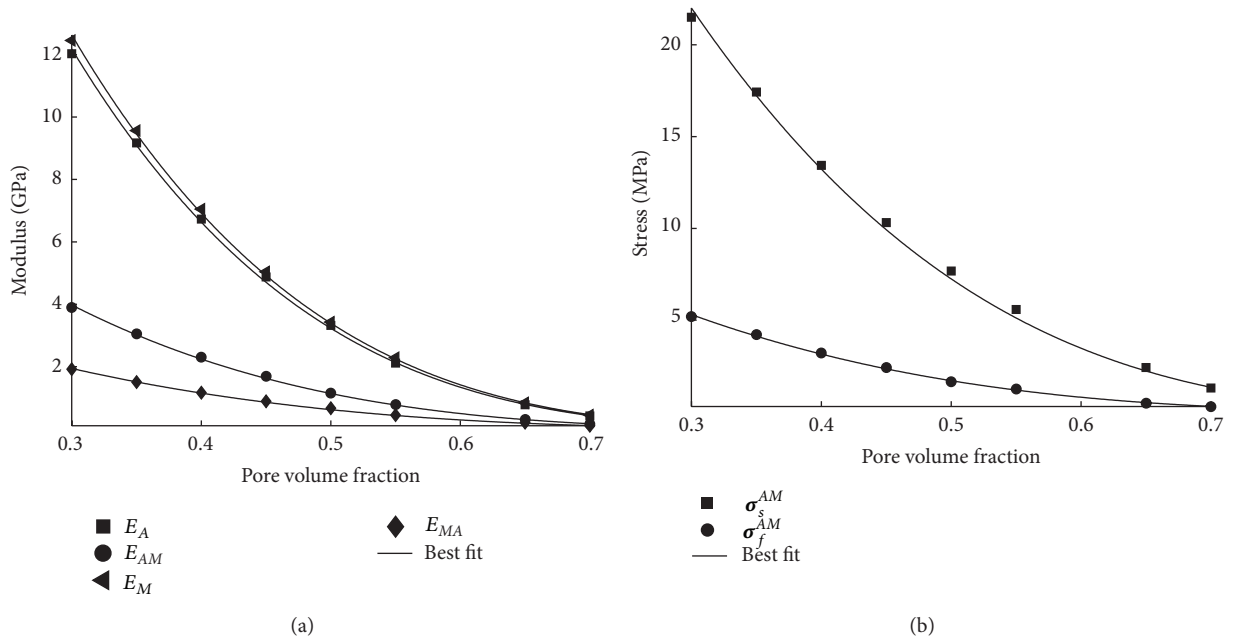 12
10
8
6
4
2
0.3
0.4
0.5
0.6
0.7
Modulus (GPa)
Pore volume fraction
E_A
E_AM
E_M
E_MA
Best fit
(a)
20
15
10
5
0.3
0.4
0.5
0.6
0.7
Stress (MPa)
Pore volume fraction
σ_s^AM
σ_f^AM
Best fit
(b)